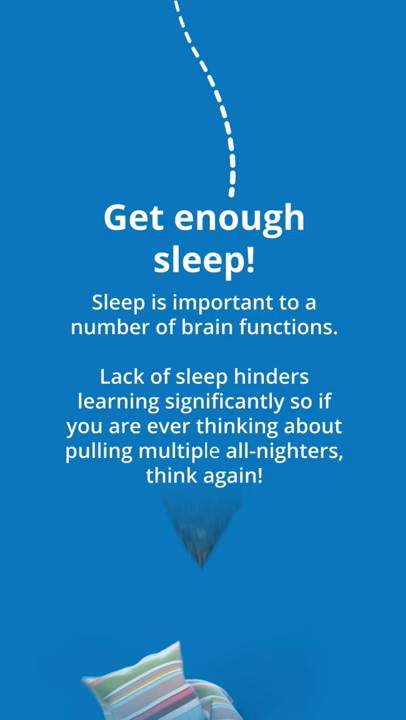 Get enough
sleep!
Sleep is important to a
number of brain functions.
Lack of sleep hinders
learning significantly so if
you are ever thinking about
pulling multiple all-nighters,
think again!